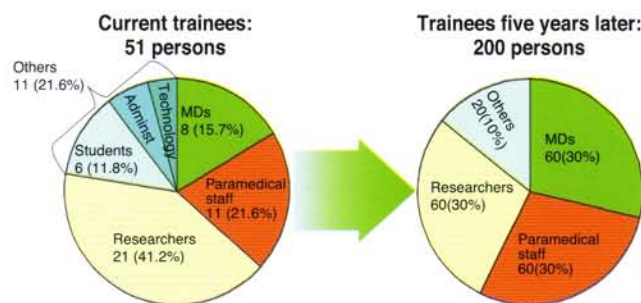 Current trainees:
51 persons
Others
11 (21.6%)
Adminst
Technology
MDs
8 (15.7%)
Students
6 (11.8%)
Paramedical
staff
11 (21.6%)
Researchers
21 (41.2%)
Trainees five years later:
200 persons
Others
20(10%)
MDs
60(30%)
Researchers
60(30%)
Paramedical
staff
60(30%)